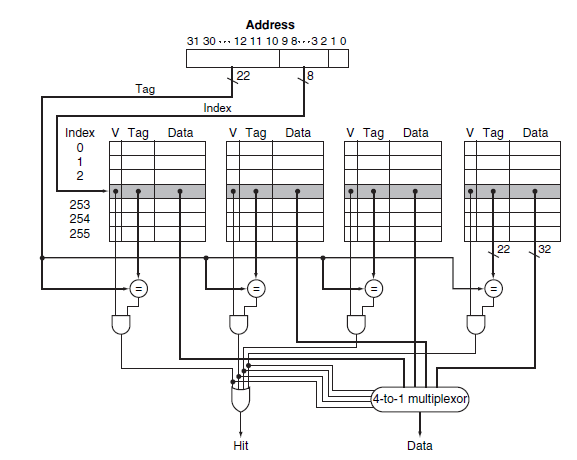 Address
31 30 ··· 12 11 10 9 8 ··· 3 2 1 0
22
8
Tag
Index
Index V Tag Data V Tag Data V Tag Data V Tag Data
0
1
2
253
254
255
22
32
= = = =
4-to-1 multiplexor
Hit
Data